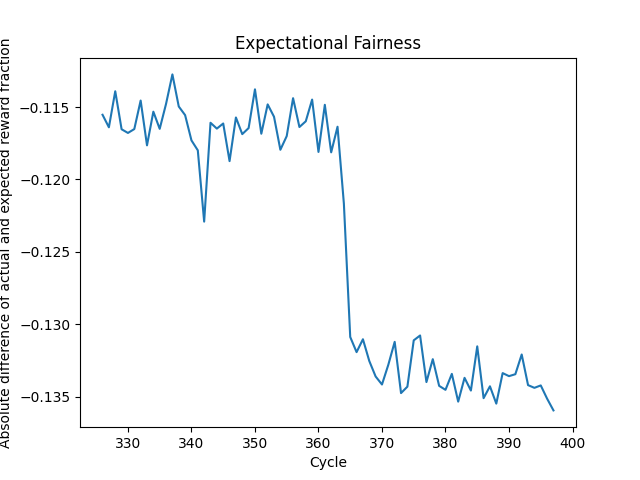 Expectational Fairness
Absolute difference of actual and expected reward fraction
−0.115
−0.120
−0.125
−0.130
−0.135
330 340 350 360 370 380 390 400
Cycle